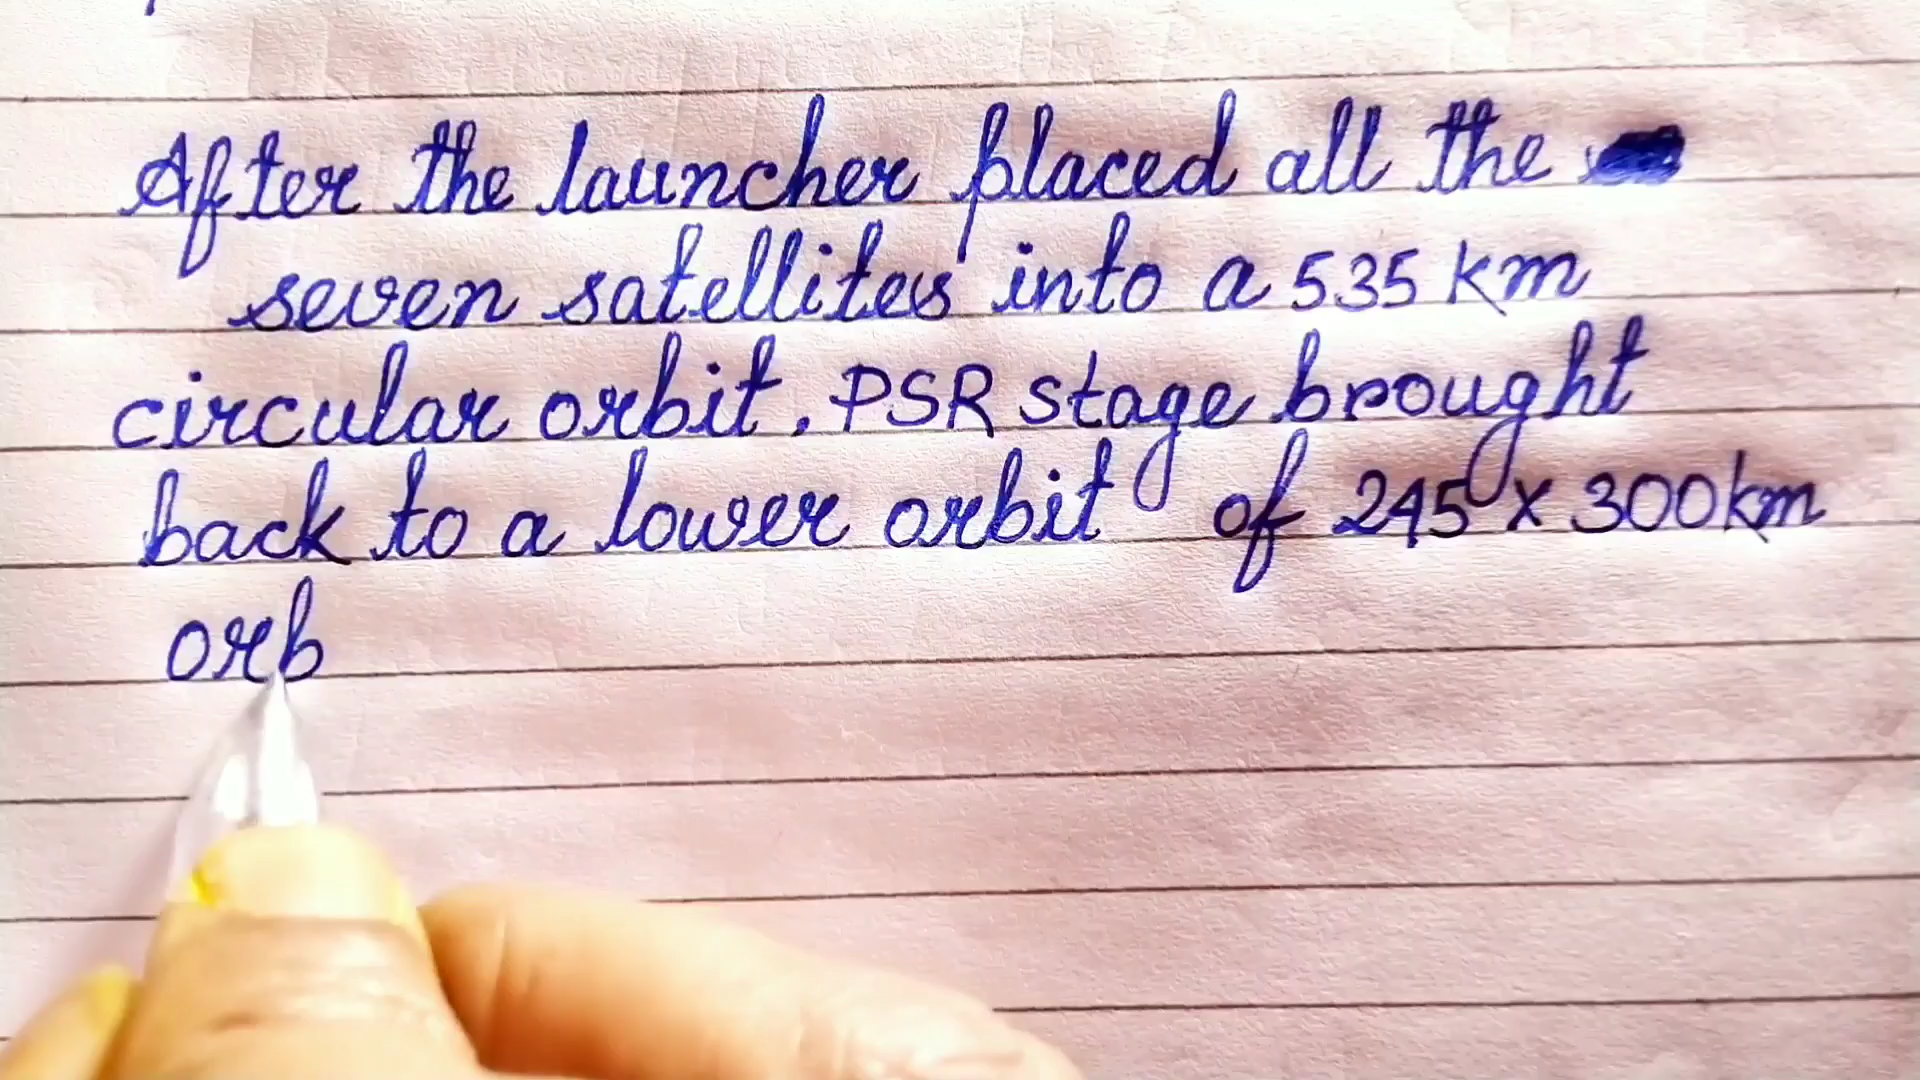 After the launcher placed all the
seven satellites into a 535 km
circular orbit. PSR stage brought
back to a lower orbit of 245 x 300km
orb